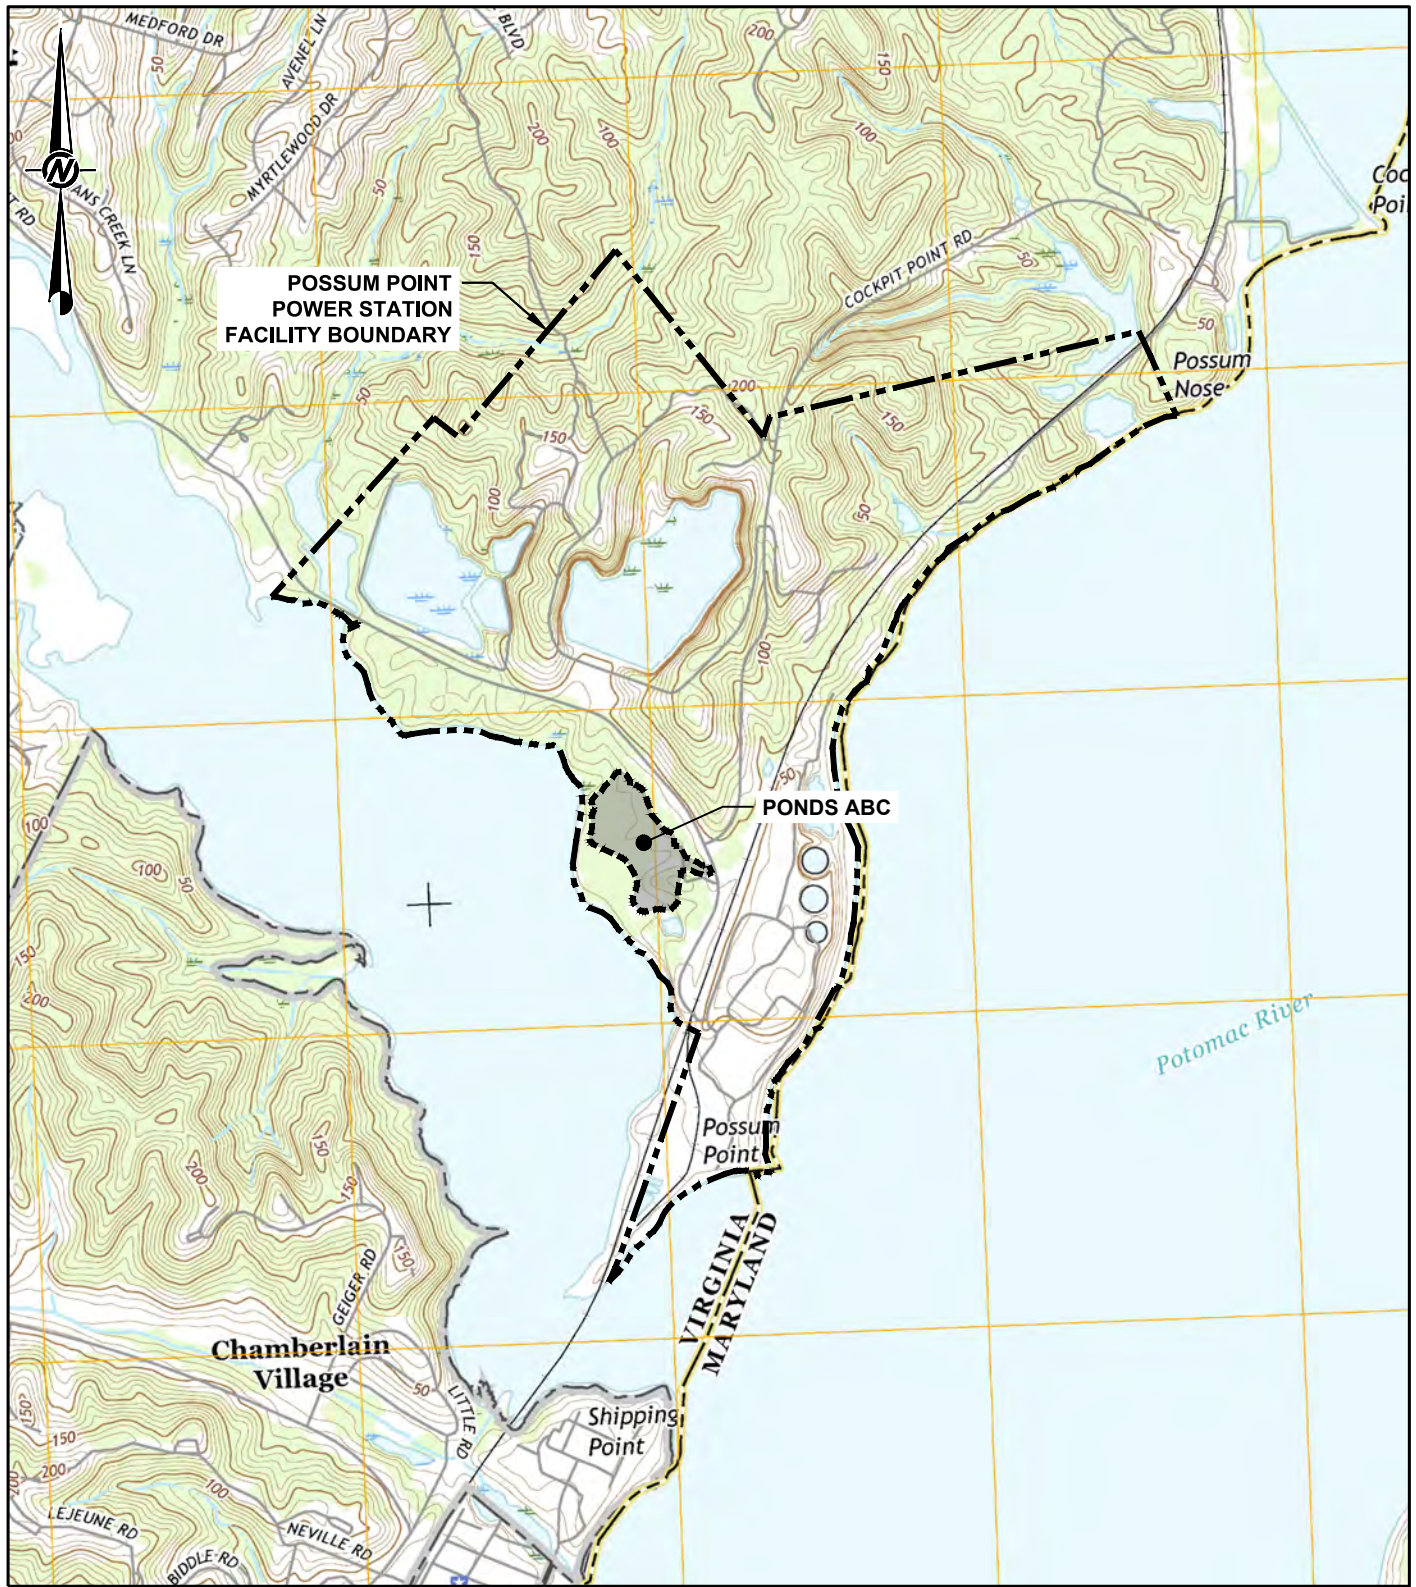 MEDFORD DR
AVENEL LN
BLVD
200
150
50
MYRTLEWOOD DR
200
100
100
N
50
ANS CREEK LN
RD
150
COCKPIT POINT RD
50
POSSUM POINT
POWER STATION
FACILITY BOUNDARY
50
Possum
Nose
50
200
150
150
150
100
50
100
50
PONDS ABC
100
100
50
150
200
Potomac River
Possum
Point
150
200
150
VIRGINIA
MARYLAND
150
GEIGER RD
Chamberlain
Village
50
LITTLE RD
Shipping
Point
150
150
200
200
100
LEJEUNE RD
NEVILLE RD
BIDDLE RD